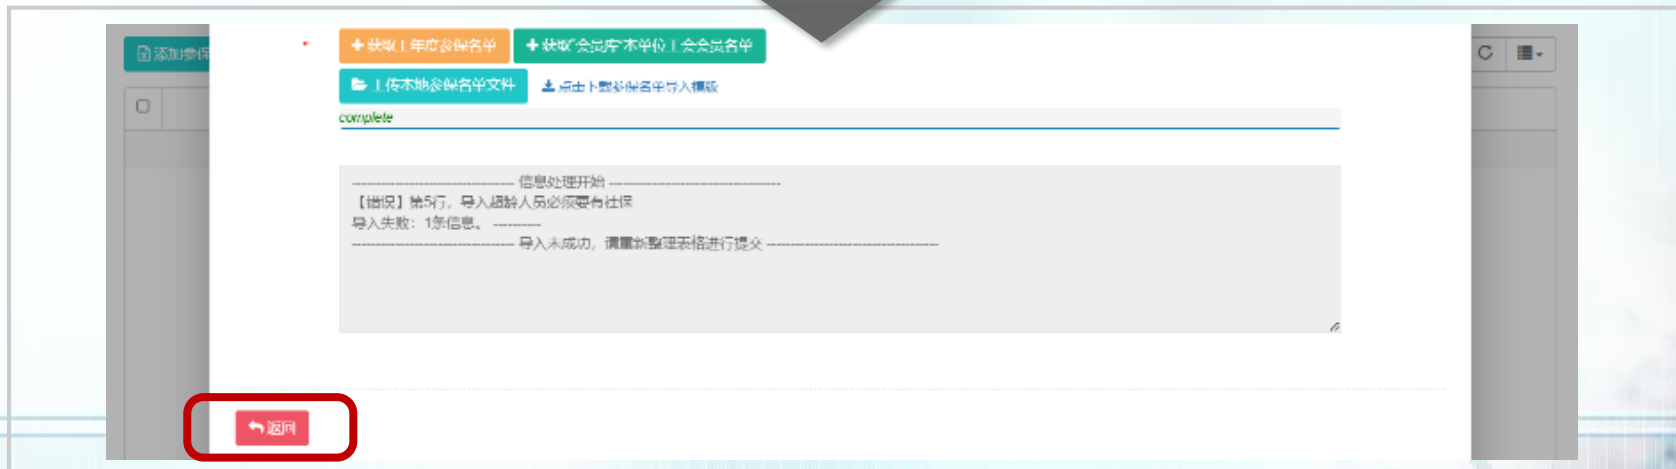 添加参保
* + 获取上年度参保名单 + 获取“会员库”本单位工会会员名单
上传本地参保名单文件 点击下载参保名单导入模版
complete
---------------------------------- 信息处理开始 ------------------------------------
【错误】第5行，导入超龄人员必须要有社保
导入失败：1条信息。 ----------
---------------------------------- 导入未成功，请重新整理表格进行提交 ------------------------------------
返回